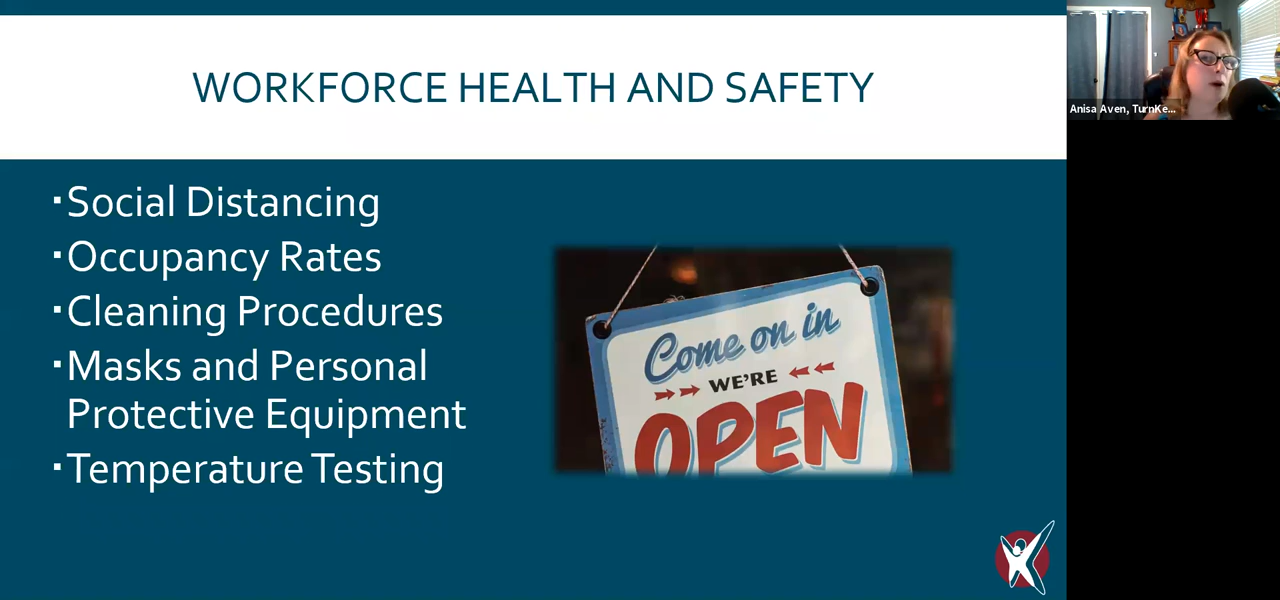 WORKFORCE HEALTH AND SAFETY
Anisa Aven, TurnKe...
▪Social Distancing
▪Occupancy Rates
▪Cleaning Procedures
▪Masks and Personal
Protective Equipment
▪Temperature Testing
Come on in
WE'RE
OPEN